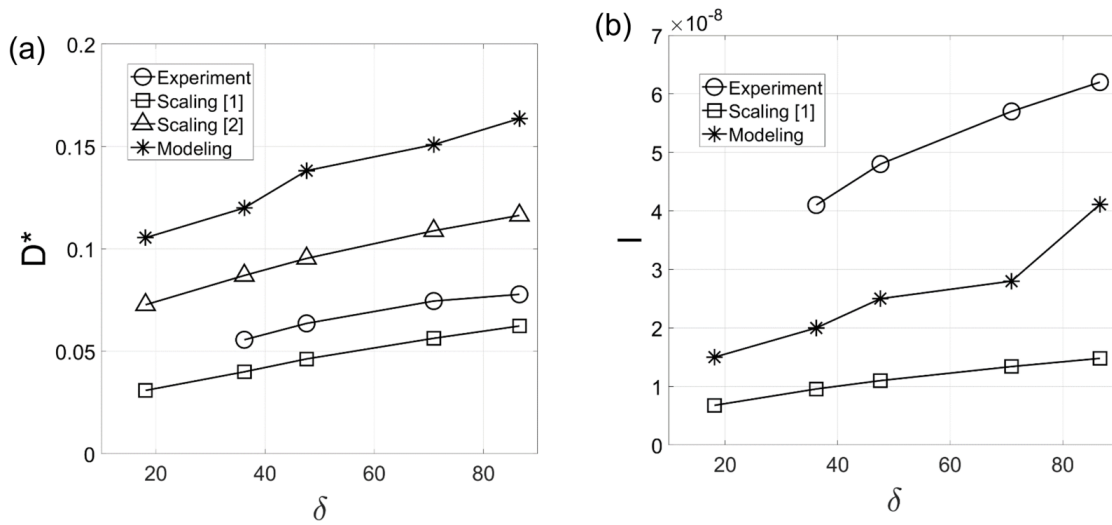 (a)
0.2
0.15
0.1
0.05
0
D*
Experiment
Scaling [1]
Scaling [2]
Modeling
20 40 60 80
δ
(b)
7 ×10-8
6
5
4
3
2
1
0
I
Experiment
Scaling [1]
Modeling
20 40 60 80
δ